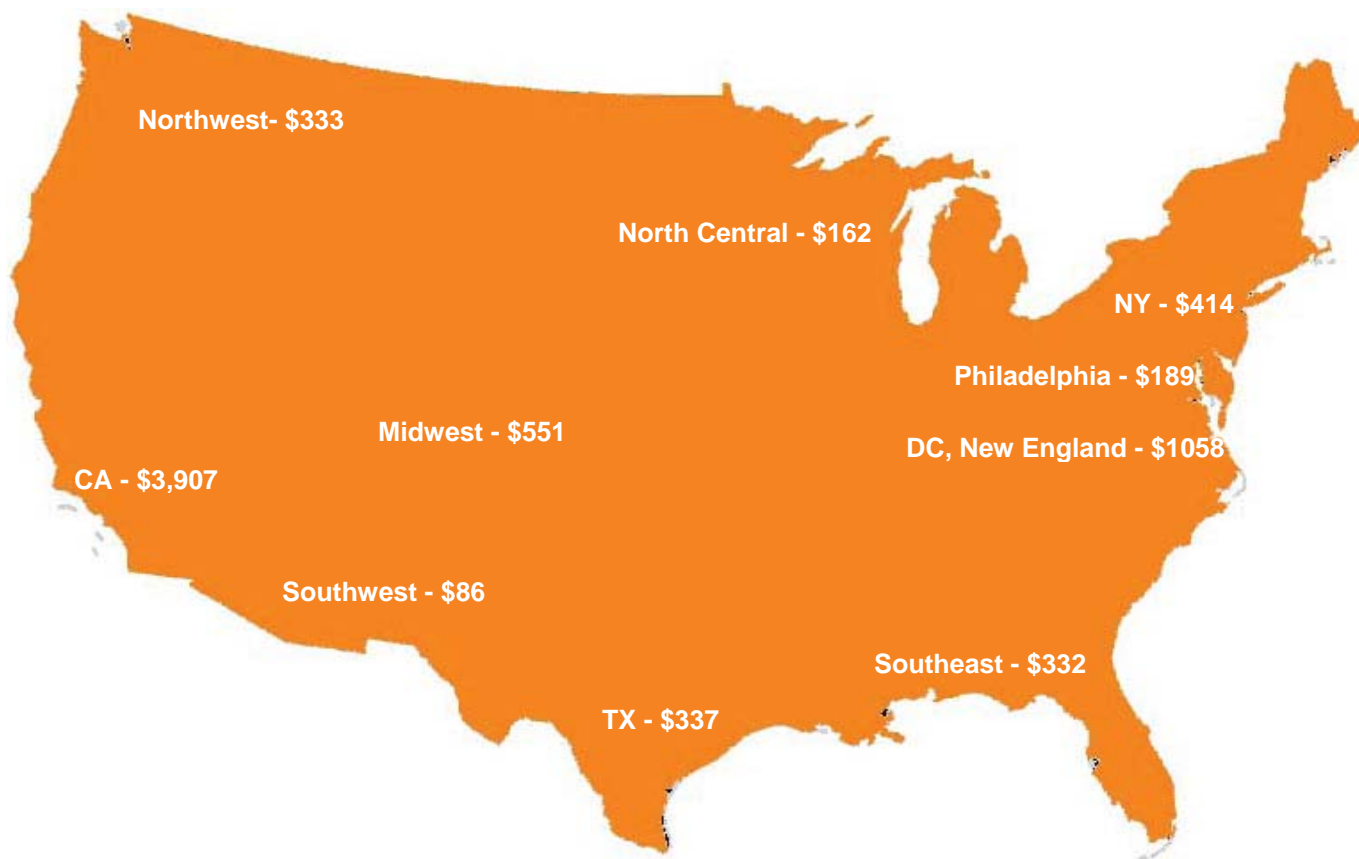 Northwest- $333
North Central - $162
NY - $414
Philadelphia - $189
Midwest - $551
DC, New England - $1058
CA - $3,907
Southwest - $86
Southeast - $332
TX - $337